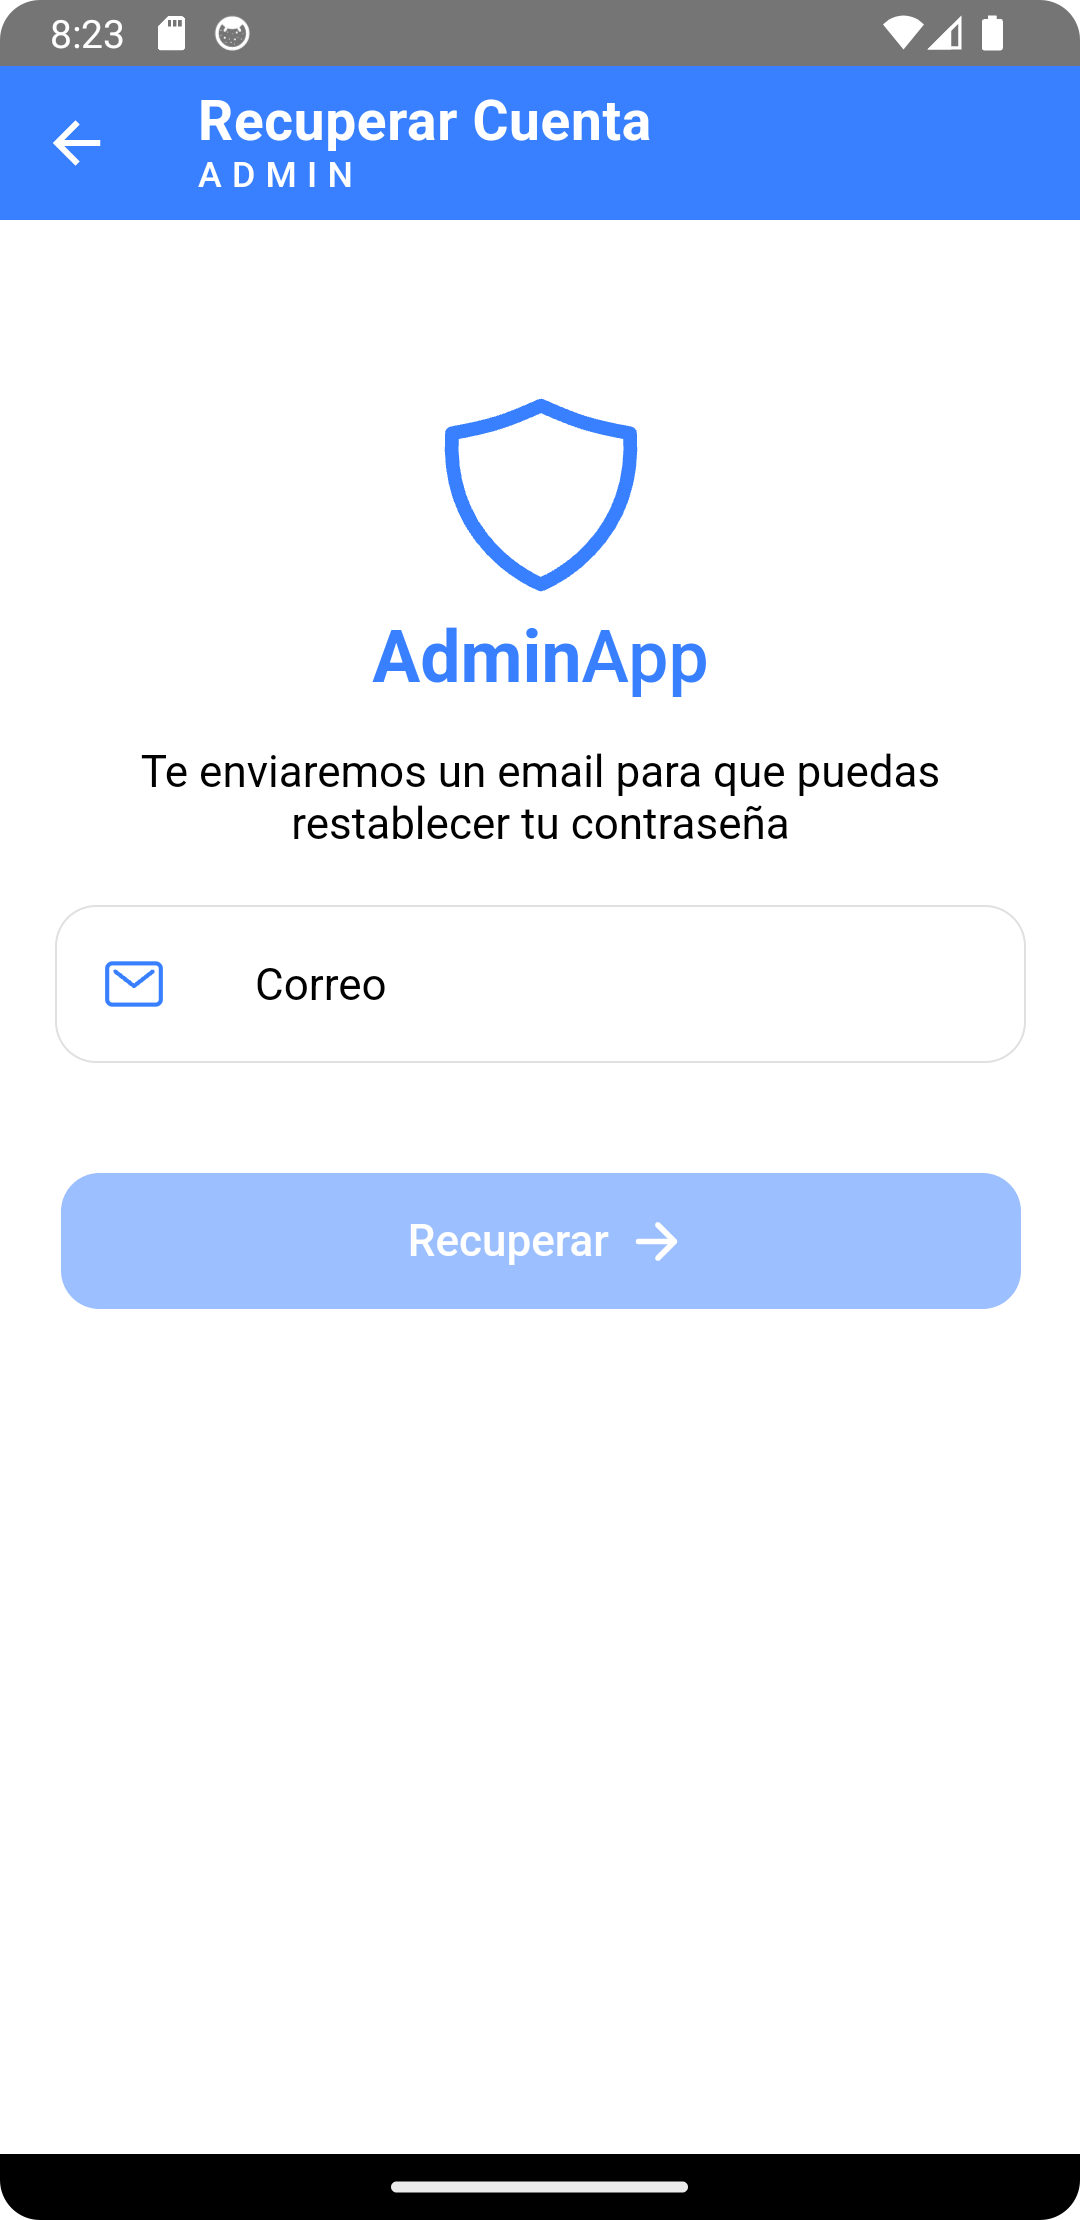 8:23
Recuperar Cuenta
ADMIN
AdminApp
Te enviaremos un email para que puedas
restablecer tu contraseña
Correo
Recuperar